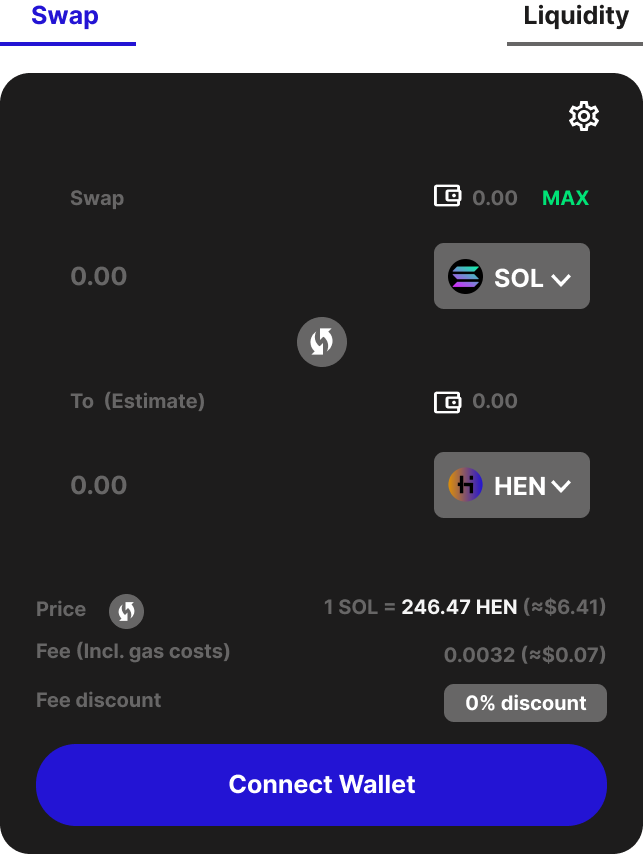 Swap Liquidity
Swap 0.00 MAX
0.00 SOL
To (Estimate) 0.00
0.00 HEN
Price 1 SOL = 246.47 HEN (≈$6.41)
Fee (Incl. gas costs) 0.0032 (≈$0.07)
Fee discount 0% discount
Connect Wallet